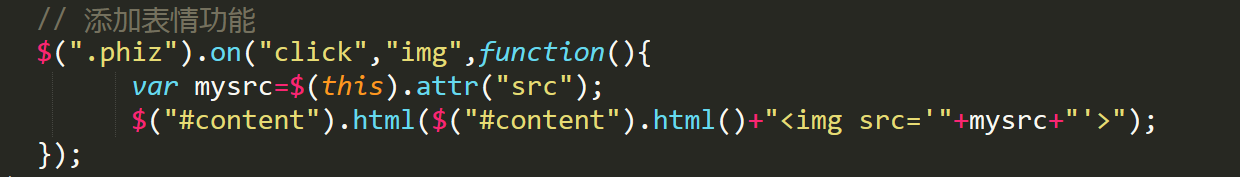 // 添加表情功能
$(".phiz").on("click","img",function(){
var mysrc=$(this).attr("src");
$("#content").html($("#content").html()+"<img src='"+mysrc+"'>");
});